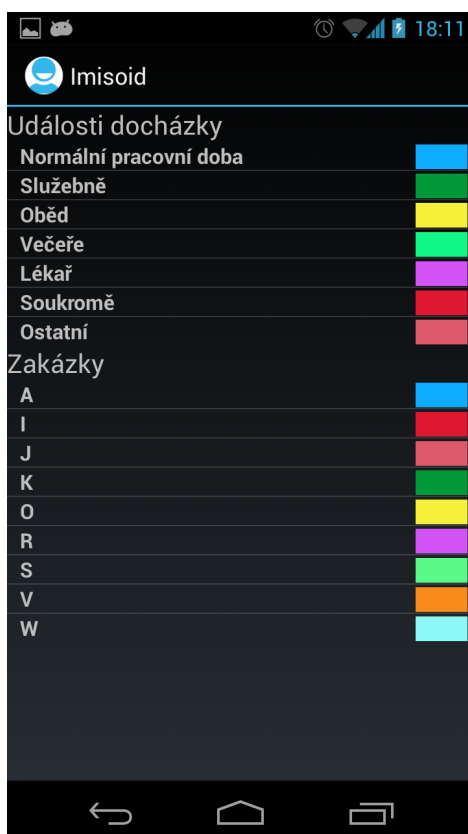 18:11
Imisoid
Události docházky
Normální pracovní doba
Služebně
Oběd
Večeře
Lékař
Soukromě
Ostatní
Zakázky
A
I
J
K
O
R
S
V
W